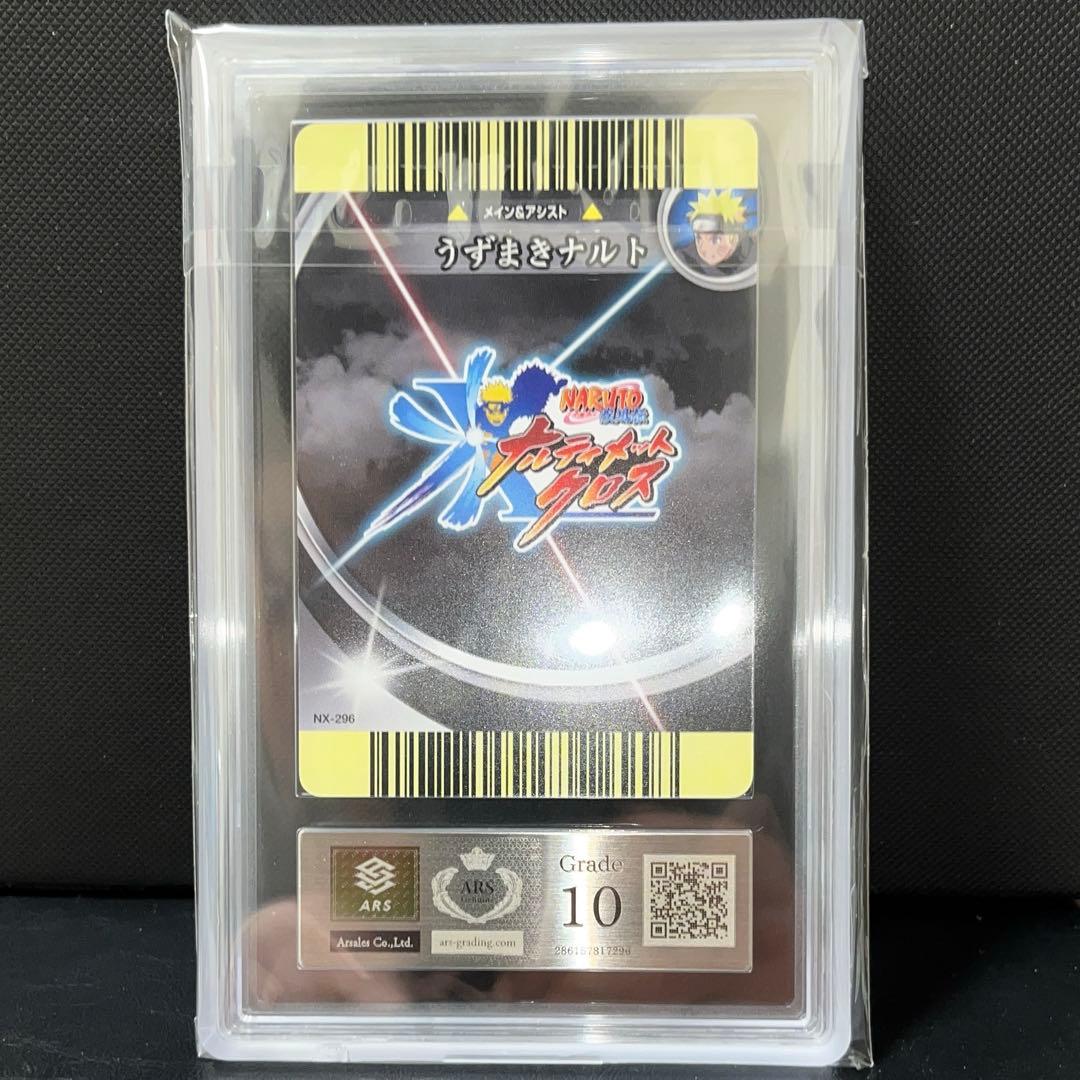 メイン&アシスト
うずまきナルト
NARUTO
疾風伝
ナルティメット
クロス
NX-296
ARS
Arsales Co.,Ltd.
ARS
Genuine
ars-grading.com
Grade
10